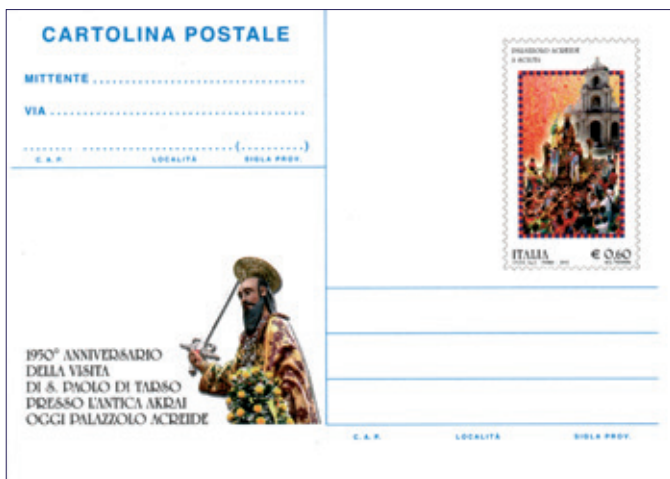 CARTOLINA POSTALE
MITTENTE
VIA
(..........)
C. A. P. LOCALITÀ SIGLA PROV.
PALAZZOLO ACREIDE
ITALIA € 0,60
1950° ANNIVERSARIO
DELLA VISITA
DI S. PAOLO DI TARSO
PRESSO L'ANTICA AKRAI
OGGI PALAZZOLO ACREIDE
C. A. P. LOCALITÀ SIGLA PROV.